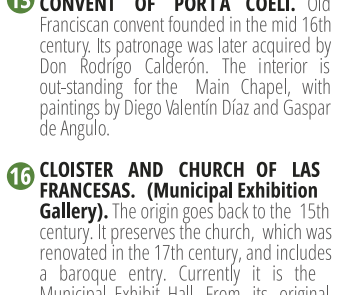 15 CONVENT OF PORTA COELI. Old
Franciscan convent founded in the mid 16th
century. Its patronage was later acquired by
Don Rodrígo Calderón. The interior is
out-standing for the Main Chapel, with
paintings by Diego Valentín Díaz and Gaspar
de Angulo.
16 CLOISTER AND CHURCH OF LAS
FRANCESAS. (Municipal Exhibition
Gallery). The origin goes back to the 15th
century. It preserves the church, which was
renovated in the 17th century, and includes
a baroque entry. Currently it is the
Municipal Exhibit Hall. From its original